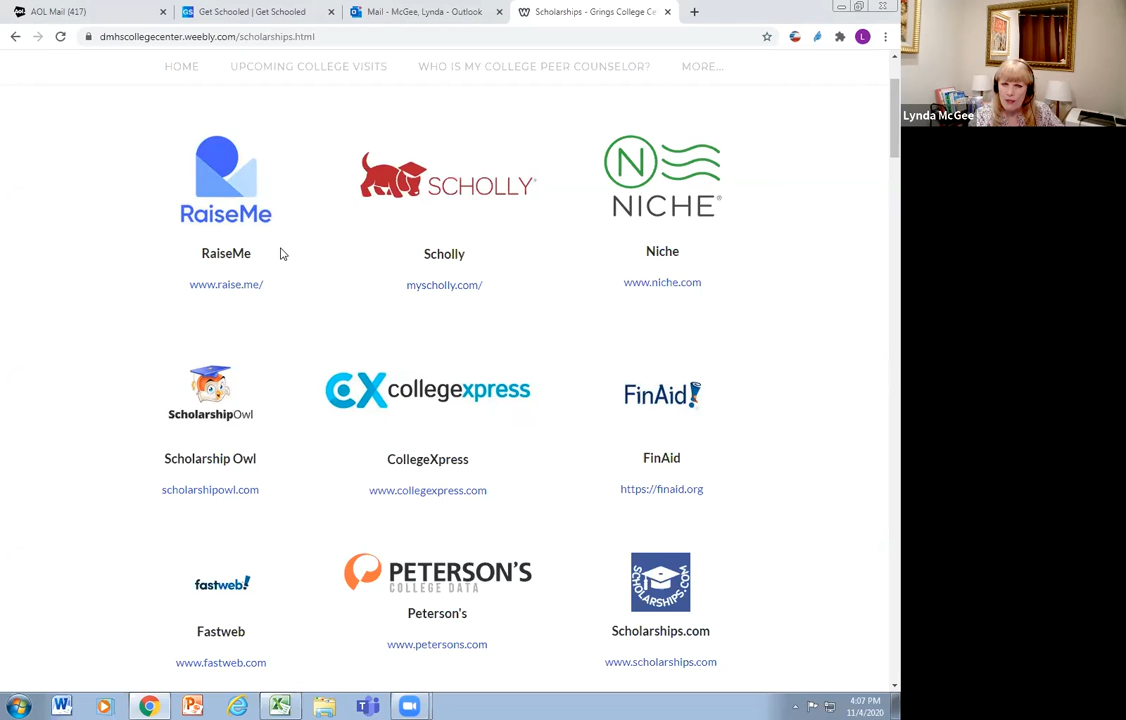 AOL Mail (417)
Get Schooled | Get Schooled
Mail - McGee, Lynda - Outlook
Scholarships - Grings College Ce
dmhscollegecenter.weebly.com/scholarships.html
L
HOME
UPCOMING COLLEGE VISITS
WHO IS MY COLLEGE PEER COUNSELOR?
MORE...
Lynda McGee
RaiseMe
SCHOLLY
N
NICHE
RaiseMe
Scholly
Niche
www.raise.me/
myscholly.com/
www.niche.com
ScholarshipOwl
CX collegexpress
FinAid!
Scholarship Owl
CollegeXpress
FinAid
scholarshipowl.com
www.collegexpress.com
https://finaid.org
fastweb!
PETERSON'S
COLLEGE DATA
SCHOLARSHIPS.COM
Fastweb
Peterson's
Scholarships.com
www.fastweb.com
www.petersons.com
www.scholarships.com
4:07 PM
11/4/2020